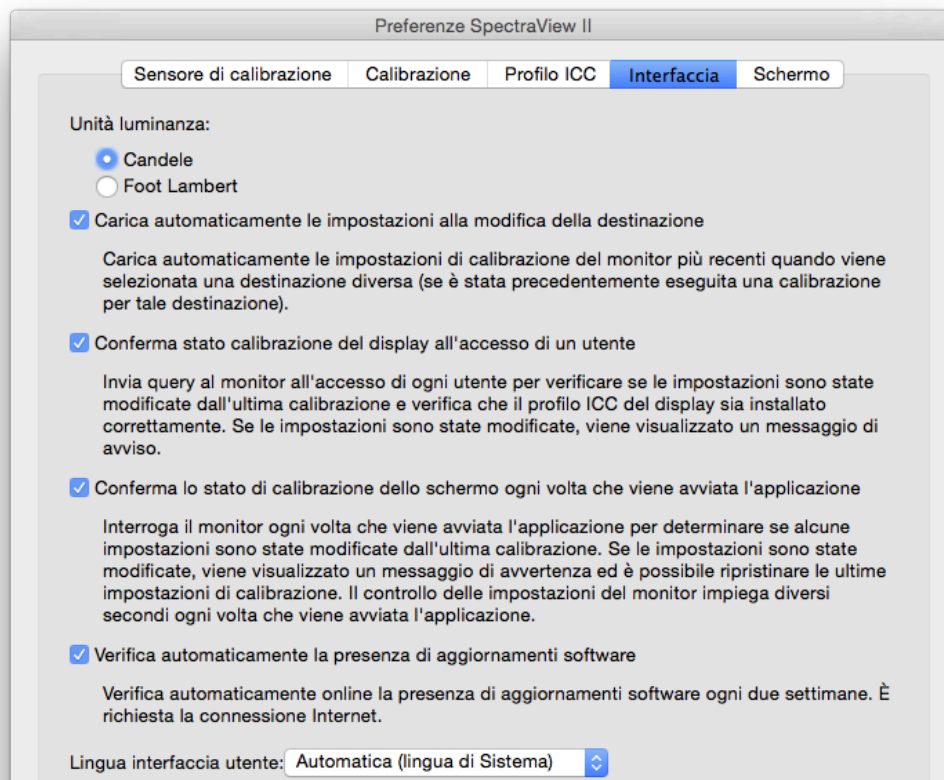 Preferenze SpectraView II
Sensore di calibrazione Calibrazione Profilo ICC Interfaccia Schermo
Unità luminanza:
Candele
Foot Lambert
Carica automaticamente le impostazioni alla modifica della destinazione
Carica automaticamente le impostazioni di calibrazione del monitor più recenti quando viene
selezionata una destinazione diversa (se è stata precedentemente eseguita una calibrazione
per tale destinazione).
Conferma stato calibrazione del display all'accesso di un utente
Invia query al monitor all'accesso di ogni utente per verificare se le impostazioni sono state
modificate dall'ultima calibrazione e verifica che il profilo ICC del display sia installato
correttamente. Se le impostazioni sono state modificate, viene visualizzato un messaggio di
avviso.
Conferma lo stato di calibrazione dello schermo ogni volta che viene avviata l'applicazione
Interroga il monitor ogni volta che viene avviata l'applicazione per determinare se alcune
impostazioni sono state modificate dall'ultima calibrazione. Se le impostazioni sono state
modificate, viene visualizzato un messaggio di avvertenza ed è possibile ripristinare le ultime
impostazioni di calibrazione. Il controllo delle impostazioni del monitor impiega diversi
secondi ogni volta che viene avviata l'applicazione.
Verifica automaticamente la presenza di aggiornamenti software
Verifica automaticamente online la presenza di aggiornamenti software ogni due settimane. È
richiesta la connessione Internet.
Lingua interfaccia utente: Automatica (lingua di Sistema)